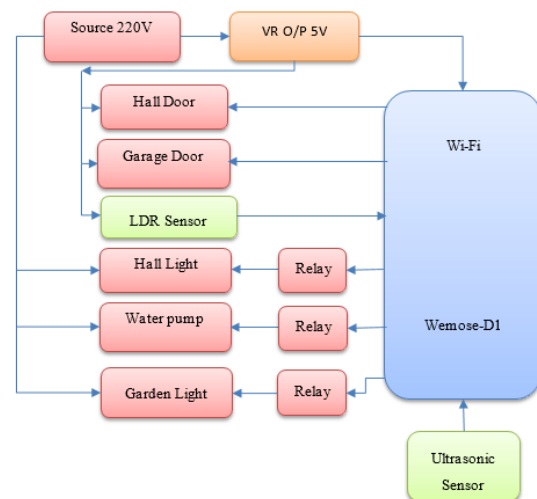 Source 220V
VR O/P 5V
Hall Door
Garage Door
Wi-Fi
LDR Sensor
Hall Light
Relay
Water pump
Relay
Wemose-D1
Garden Light
Relay
Ultrasonic
Sensor